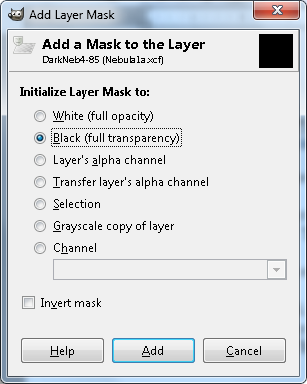 Add Layer Mask
Add a Mask to the Layer
DarkNeb4-85 (Nebula.xcf)
Initialize Layer Mask to:
White (full opacity)
Black (full transparency)
Layer's alpha channel
Transfer layer's alpha channel
Selection
Grayscale copy of layer
Channel
Invert mask
Help Add Cancel